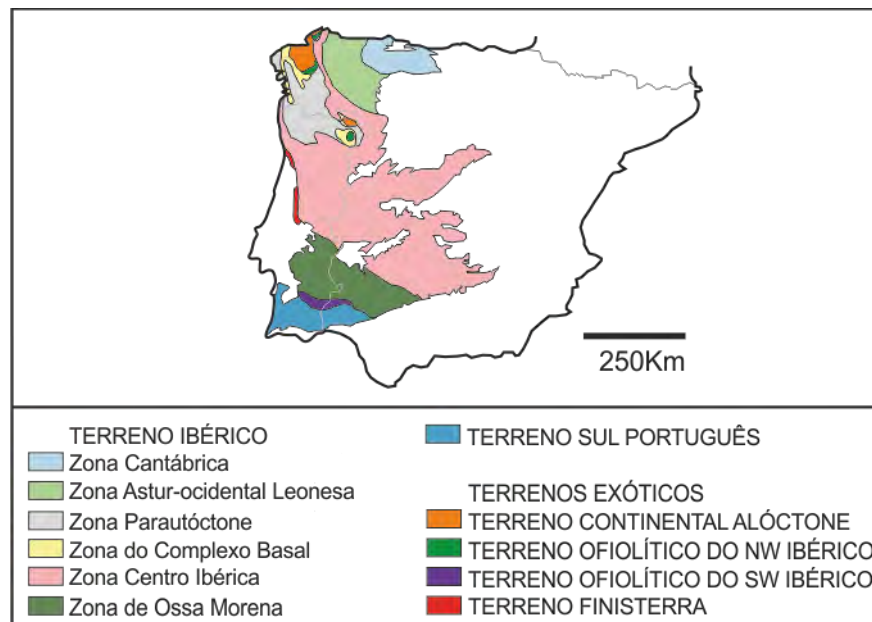 250Km
TERRENO IBÉRICO
Zona Cantábrica
Zona Astur-ocidental Leonesa
Zona Parautóctone
Zona do Complexo Basal
Zona Centro Ibérica
Zona de Ossa Morena
TERRENO SUL PORTUGUÊS
TERRENOS EXÓTICOS
TERRENO CONTINENTAL ALÓCTONE
TERRENO OFIOLÍTICO DO NW IBÉRICO
TERRENO OFIOLÍTICO DO SW IBÉRICO
TERRENO FINISTERRA